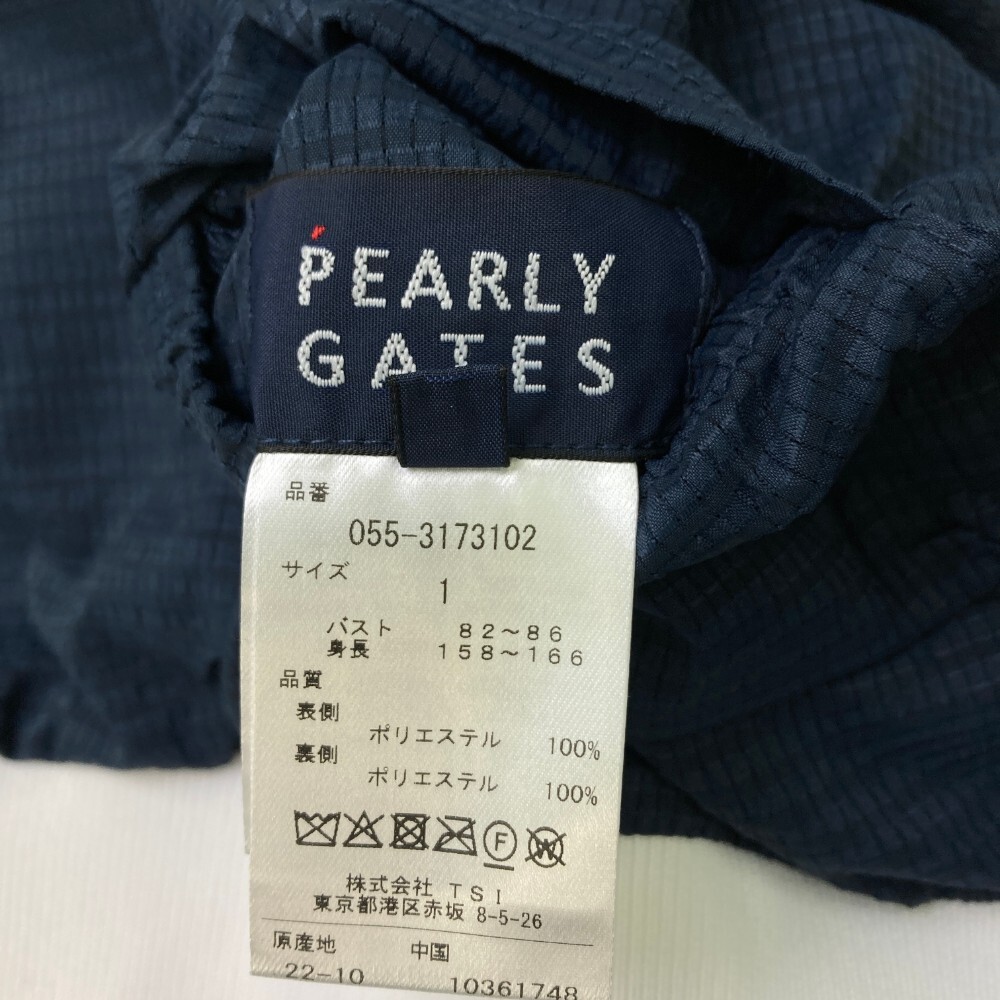 PEARLY
GATES
品番
055-3173102
サイズ
1
バスト 82～86
身長 158～166
品質
表側
ポリエステル 100%
裏側
ポリエステル 100%
F W
株式会社 TSI
東京都港区赤坂 8-5-26
原産地 中国
22-10 10361748